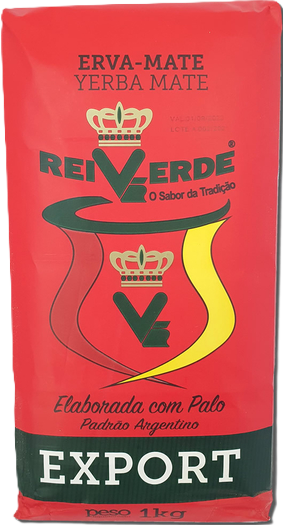 ERVA-MATE
YERBA MATE
REI VERDE®
O Sabor da Tradição
Elaborada com Palo
Padrão Argentino
EXPORT
peso 1kg